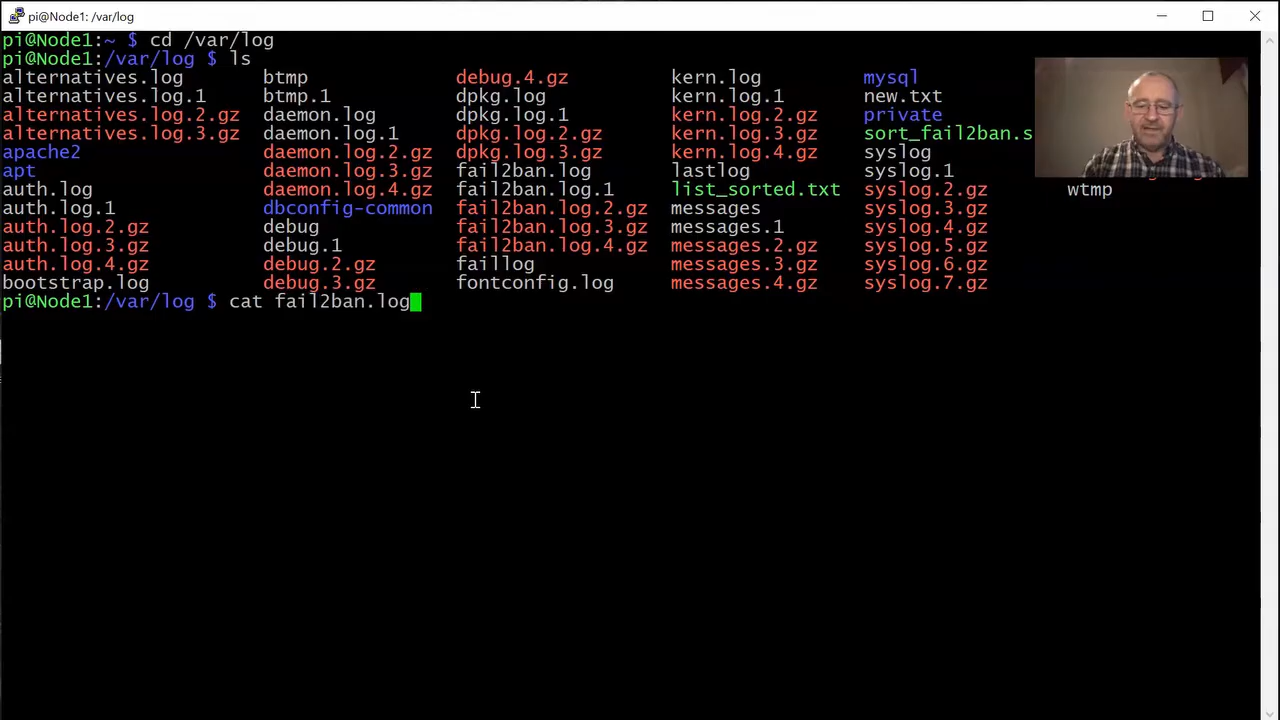 pi@Node1: /var/log
pi@Node1:~ $ cd /var/log
pi@Node1:/var/log $ ls
alternatives.log btmp debug.4.gz kern.log mysql
alternatives.log.1 btmp.1 dpkg.log kern.log.1 new.txt
alternatives.log.2.gz daemon.log dpkg.log.1 kern.log.2.gz private
alternatives.log.3.gz daemon.log.1 dpkg.log.2.gz kern.log.3.gz sort_fail2ban.s
apache2 daemon.log.2.gz dpkg.log.3.gz kern.log.4.gz syslog
apt daemon.log.3.gz fail2ban.log lastlog syslog.1
auth.log daemon.log.4.gz fail2ban.log.1 list_sorted.txt syslog.2.gz wtmp
auth.log.1 dbconfig-common fail2ban.log.2.gz messages syslog.3.gz
auth.log.2.gz debug fail2ban.log.3.gz messages.1 syslog.4.gz
auth.log.3.gz debug.1 fail2ban.log.4.gz messages.2.gz syslog.5.gz
auth.log.4.gz debug.2.gz faillog messages.3.gz syslog.6.gz
bootstrap.log debug.3.gz fontconfig.log messages.4.gz syslog.7.gz
pi@Node1:/var/log $ cat fail2ban.log